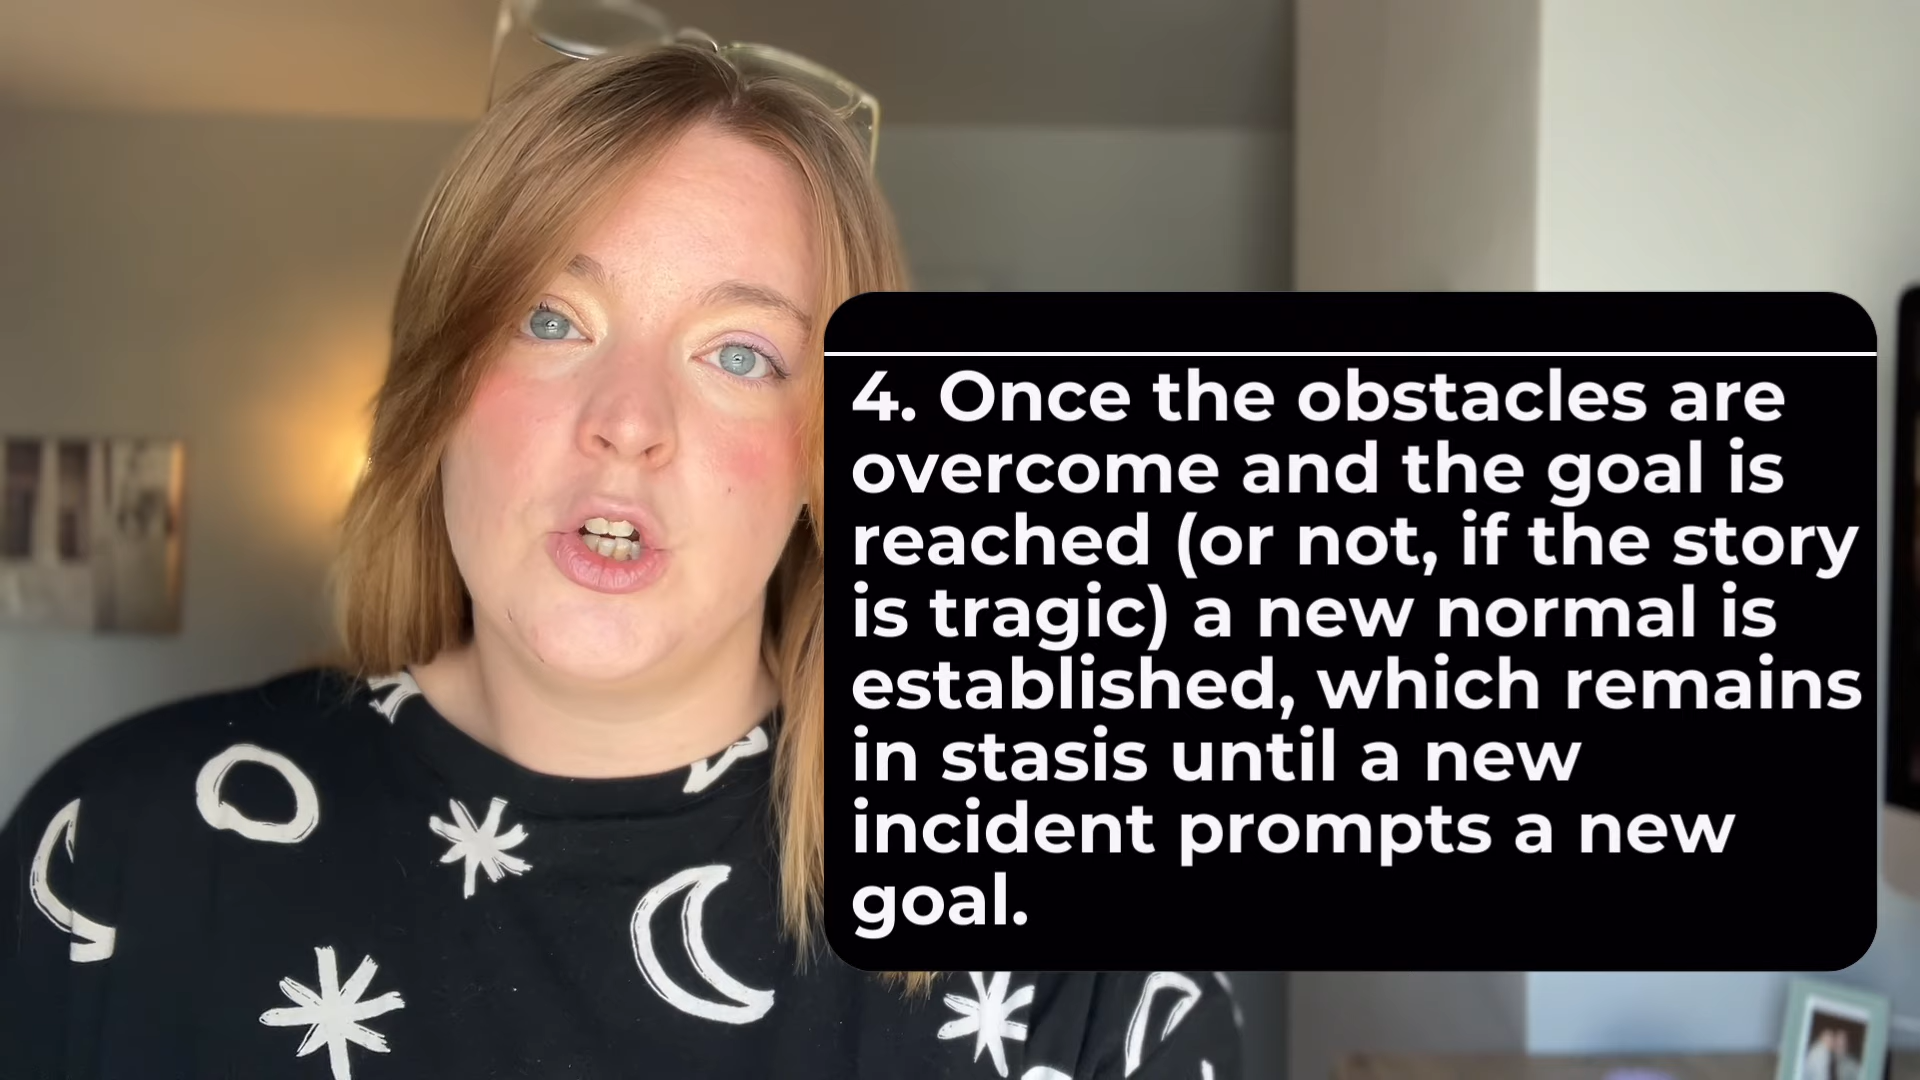 4. Once the obstacles are
overcome and the goal is
reached (or not, if the story
is tragic) a new normal is
established, which remains
in stasis until a new
incident prompts a new
goal.